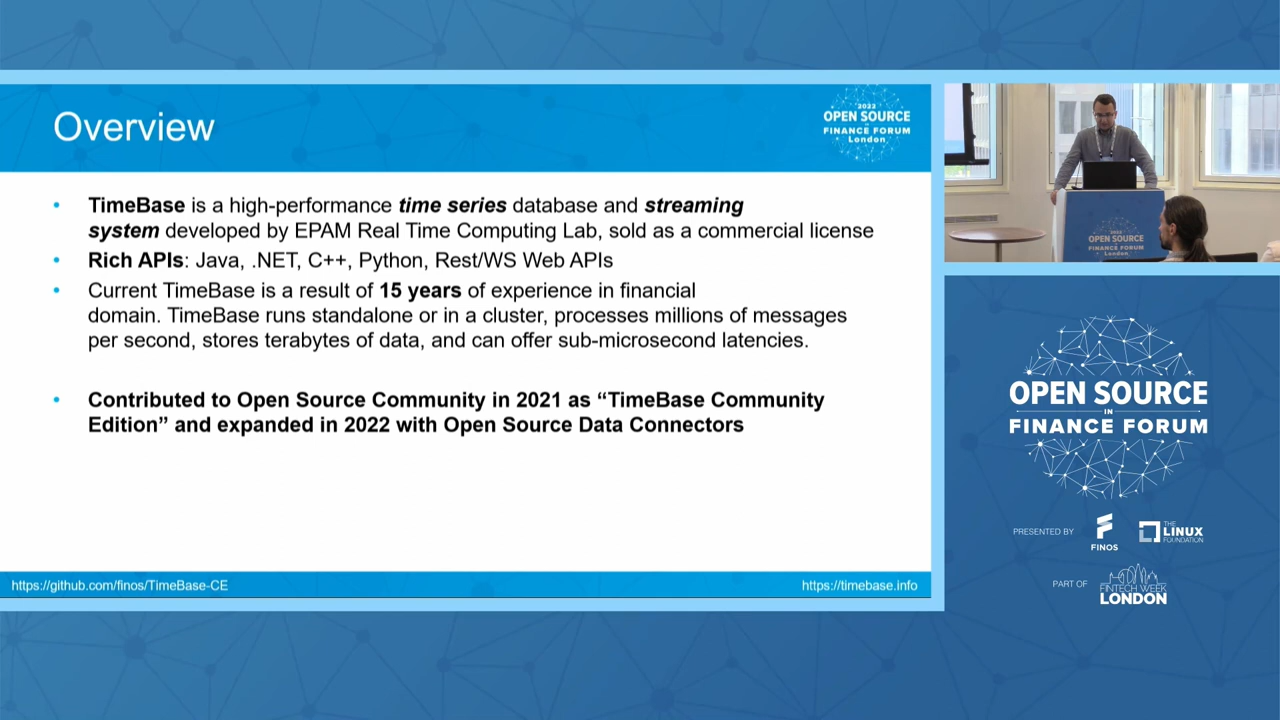 Overview
2022
OPEN SOURCE
IN
FINANCE FORUM
London
• TimeBase is a high-performance time series database and streaming
system developed by EPAM Real Time Computing Lab, sold as a commercial license
• Rich APIs: Java, .NET, C++, Python, Rest/WS Web APIs
• Current TimeBase is a result of 15 years of experience in financial
domain. TimeBase runs standalone or in a cluster, processes millions of messages
per second, stores terabytes of data, and can offer sub-microsecond latencies.
• Contributed to Open Source Community in 2021 as “TimeBase Community
Edition” and expanded in 2022 with Open Source Data Connectors
https://github.com/finos/TimeBase-CE
https://timebase.info
OPEN SOURCE
FINANCE FORUM
OPEN SOURCE
IN
FINANCE FORUM
PRESENTED BY
FINOS
THE
LINUX
FOUNDATION
PART OF
FINTECH WEEK
LONDON